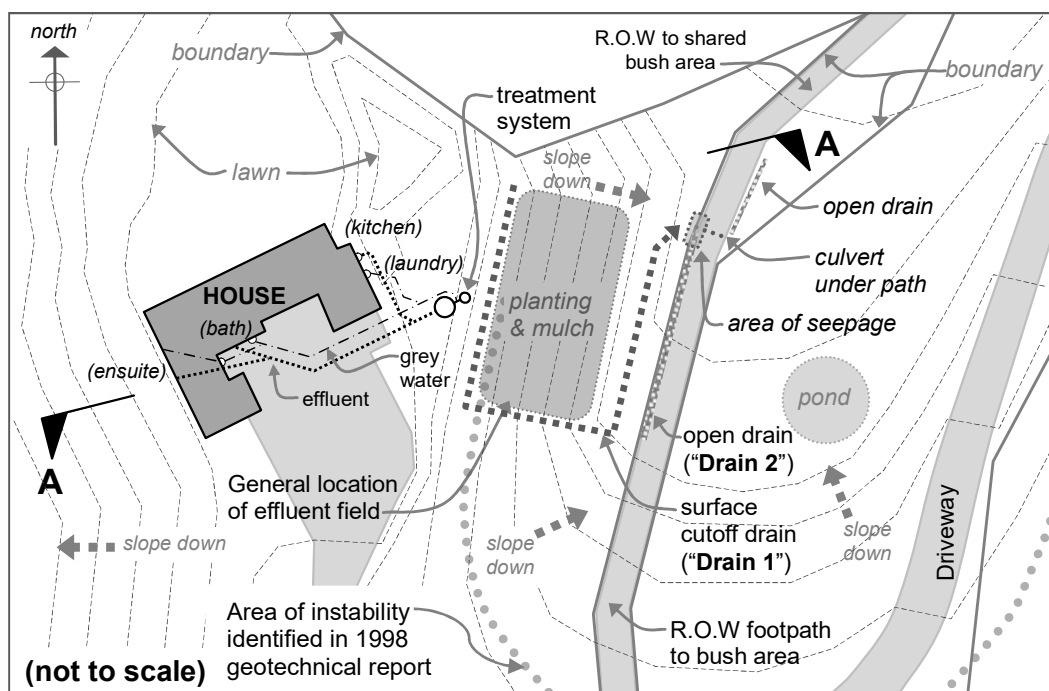 north
boundary
R.O.W to shared
bush area
boundary
treatment
system
lawn
slope
down
A
open drain
(kitchen)
(laundry)
HOUSE
(bath)
culvert
under path
planting
& mulch
area of seepage
(ensuite)
grey
water
effluent
pond
A
open drain
("Drain 2")
General location
of effluent field
surface
cutoff drain
("Drain 1")
slope down
slope
down
slope
down
Driveway
Area of instability
identified in 1998
geotechnical report
R.O.W footpath
to bush area
(not to scale)